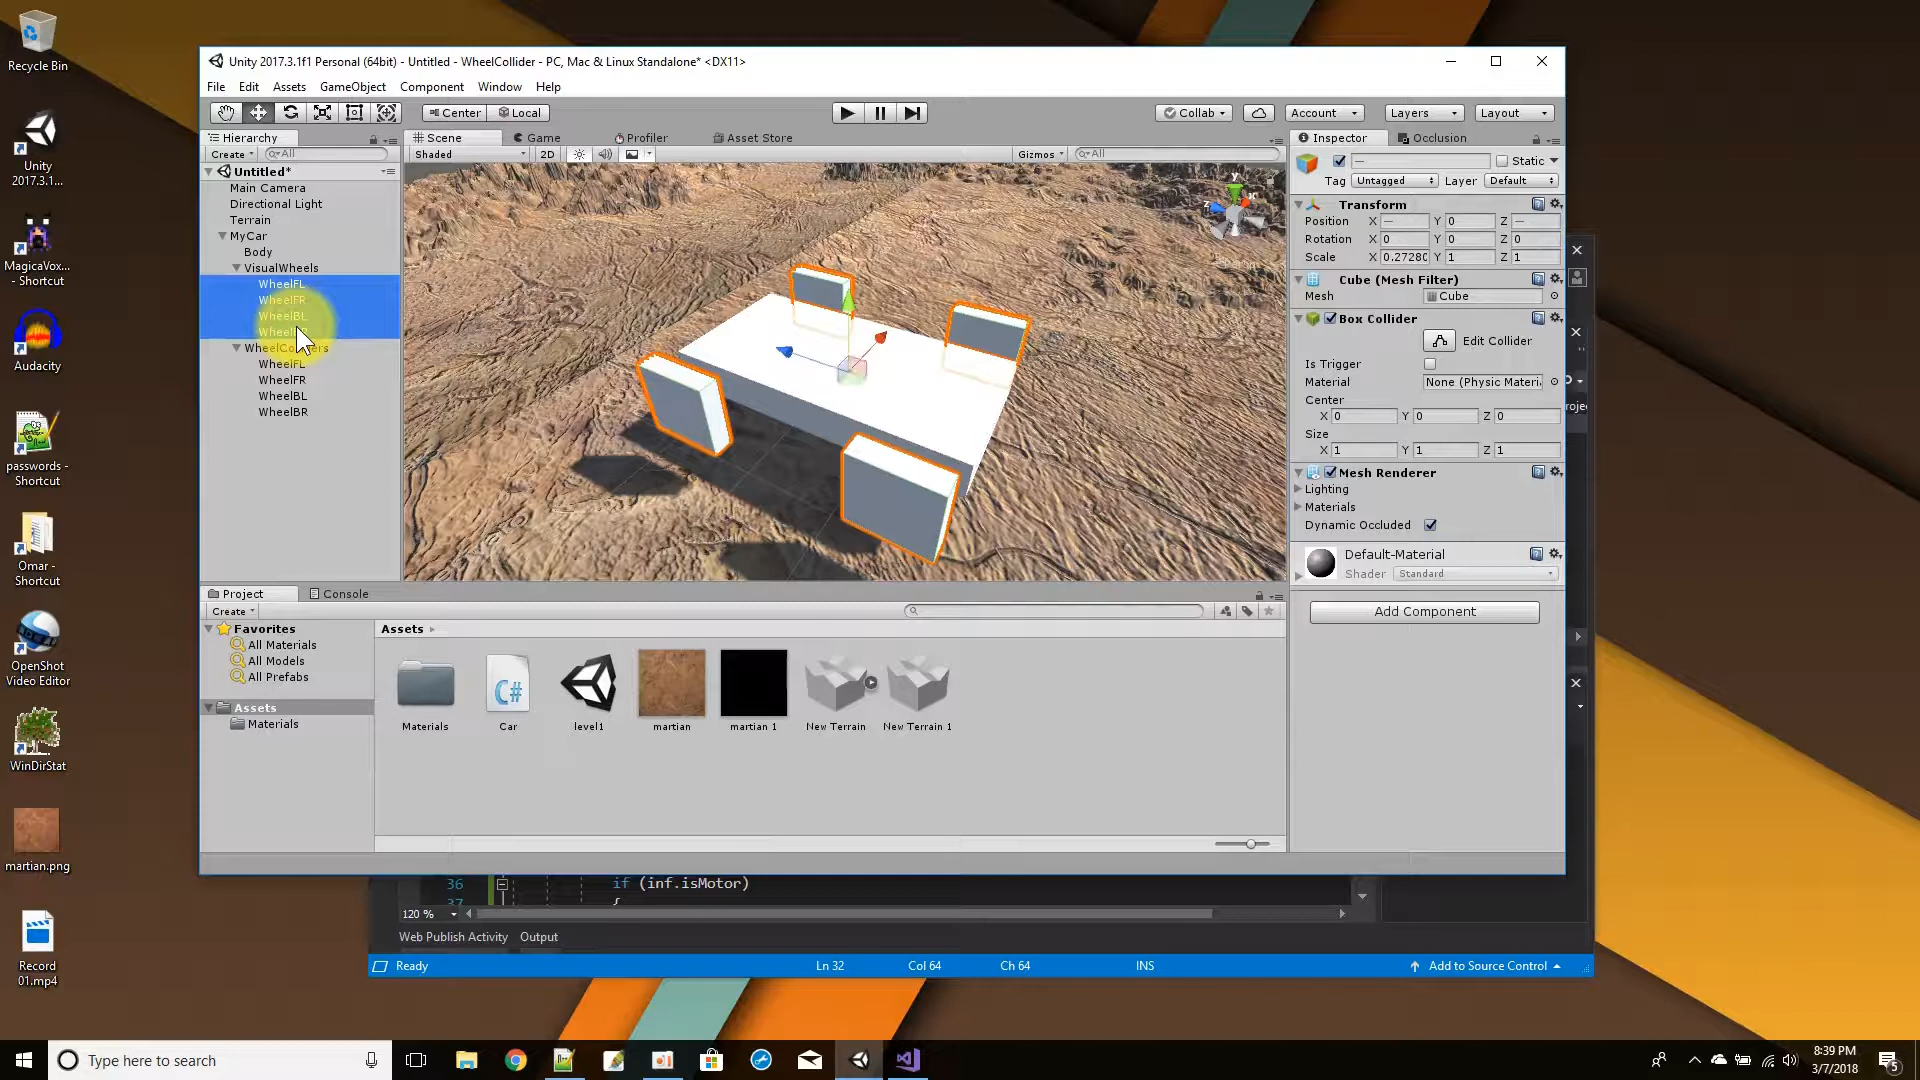 Recycle Bin
Unity
2017.3.1...
MagicaVox...
- Shortcut
Audacity
passwords -
Shortcut
Omar -
Shortcut
OpenShot
Video Editor
WinDirStat
martian.png
Record
01.mp4
Unity 2017.3.1f1 Personal (64bit) - Untitled - WheelCollider - PC, Mac & Linux Standalone* <DX11>
File Edit Assets GameObject Component Window Help
Center Local
Collab Account Layers Layout
Hierarchy
Create All
Untitled*
Main Camera
Directional Light
Terrain
MyCar
Body
VisualWheels
WheelFL
WheelFR
WheelBL
WheelFL
WheelFR
WheelBL
WheelBR
Scene Game Profiler Asset Store
Shaded 2D Gizmos All
y
z
Inspector Occlusion
— Static
Tag Untagged Layer Default
Transform
Position X — Y 0 Z —
Rotation X 0 Y 0 Z 0
Scale X 0.2728( Y 1 Z 1
Cube (Mesh Filter)
Mesh Cube
Box Collider
Edit Collider
Is Trigger
Material None (Physic Materi
Center
X 0 Y 0 Z 0
Size
X 1 Y 1 Z 1
Mesh Renderer
Lighting
Materials
Dynamic Occluded
Default-Material
Shader Standard
Add Component
Project Console
Create
Favorites
All Materials
All Models
All Prefabs
Assets
Materials
Assets
Materials
Car
level1
martian
martian 1
New Terrain
New Terrain 1
C#
36 if (inf.isMotor)
37 {
120 %
Web Publish Activity Output
Ready Ln 32 Col 64 Ch 64 INS Add to Source Control
Type here to search
8:39 PM
3/7/2018
5